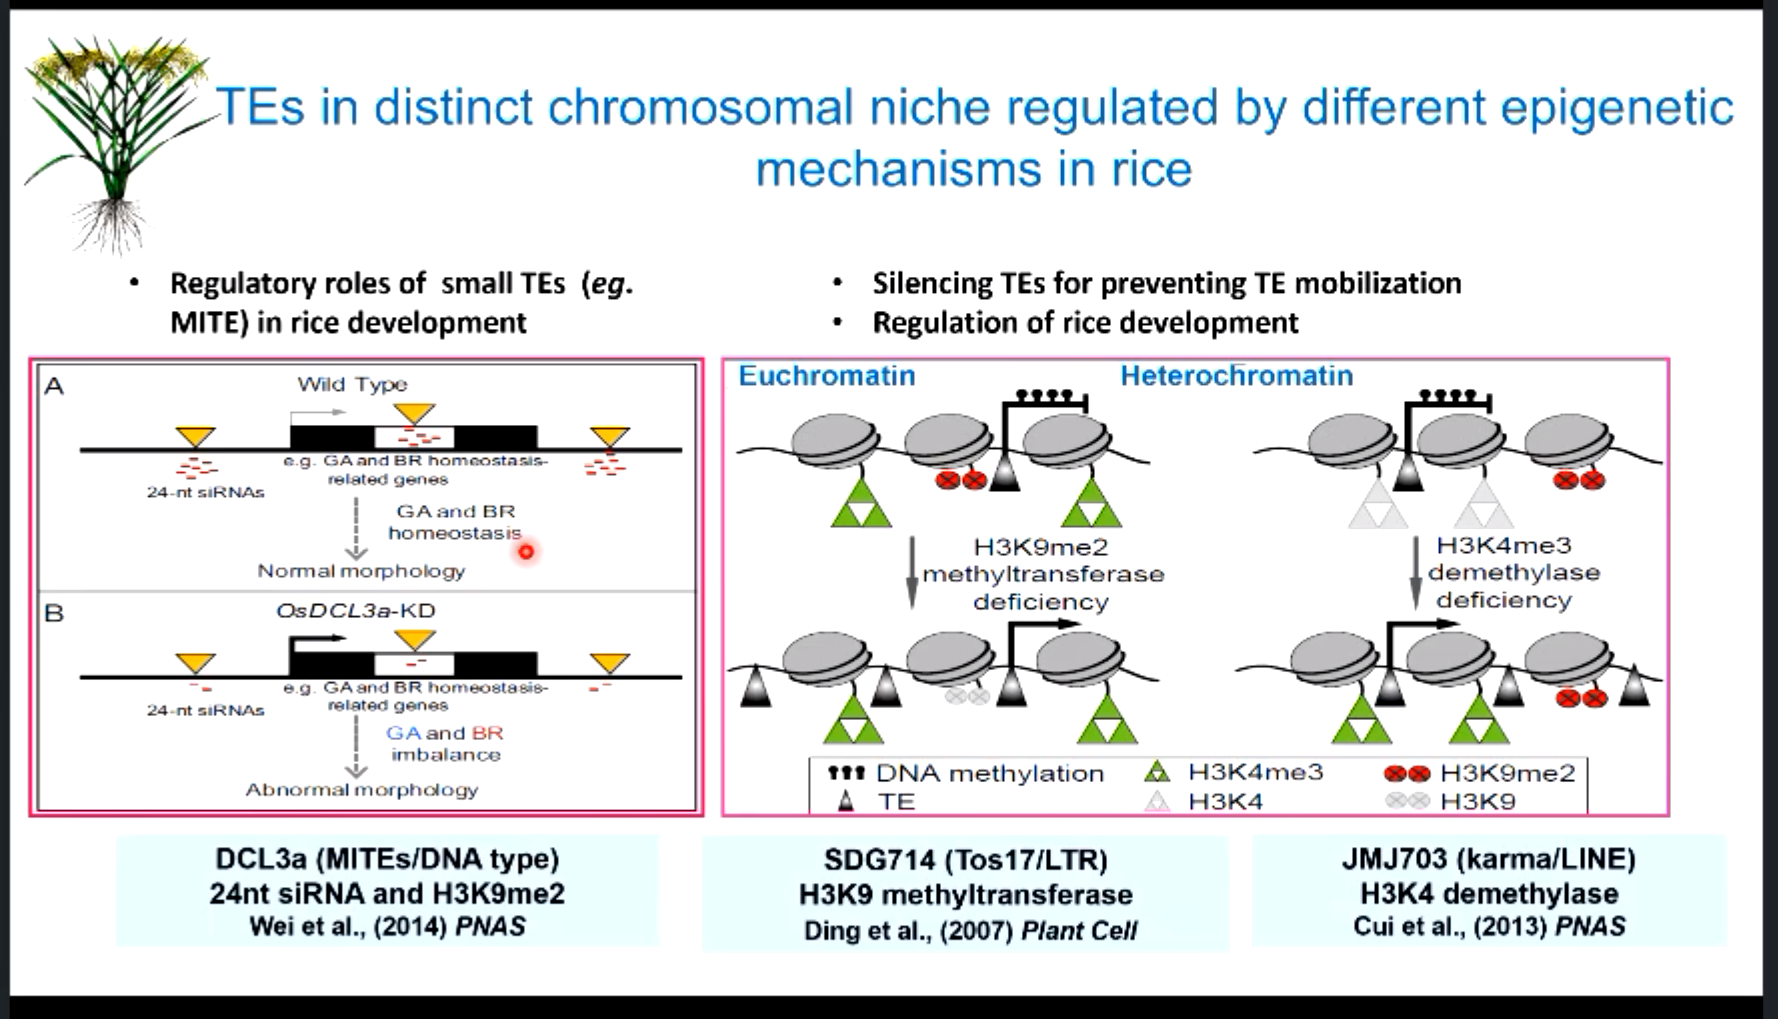 TEs in distinct chromosomal niche regulated by different epigenetic
mechanisms in rice
• Regulatory roles of small TEs (eg.
MITE) in rice development
• Silencing TEs for preventing TE mobilization
• Regulation of rice development
A
Wild Type
e.g. GA and BR homeostasis-
related genes
24-nt siRNAs
GA and BR
homeostasis
Normal morphology
B
OsDCL3a-KD
e.g. GA and BR homeostasis-
related genes
24-nt siRNAs
GA and BR
imbalance
Abnormal morphology
Euchromatin
Heterochromatin
H3K9me2
methyltransferase
deficiency
H3K4me3
demethylase
deficiency
DNA methylation
H3K4me3
H3K9me2
TE
H3K4
H3K9
DCL3a (MITEs/DNA type)
24nt siRNA and H3K9me2
Wei et al., (2014) PNAS
SDG714 (Tos17/LTR)
H3K9 methyltransferase
Ding et al., (2007) Plant Cell
JMJ703 (karma/LINE)
H3K4 demethylase
Cui et al., (2013) PNAS